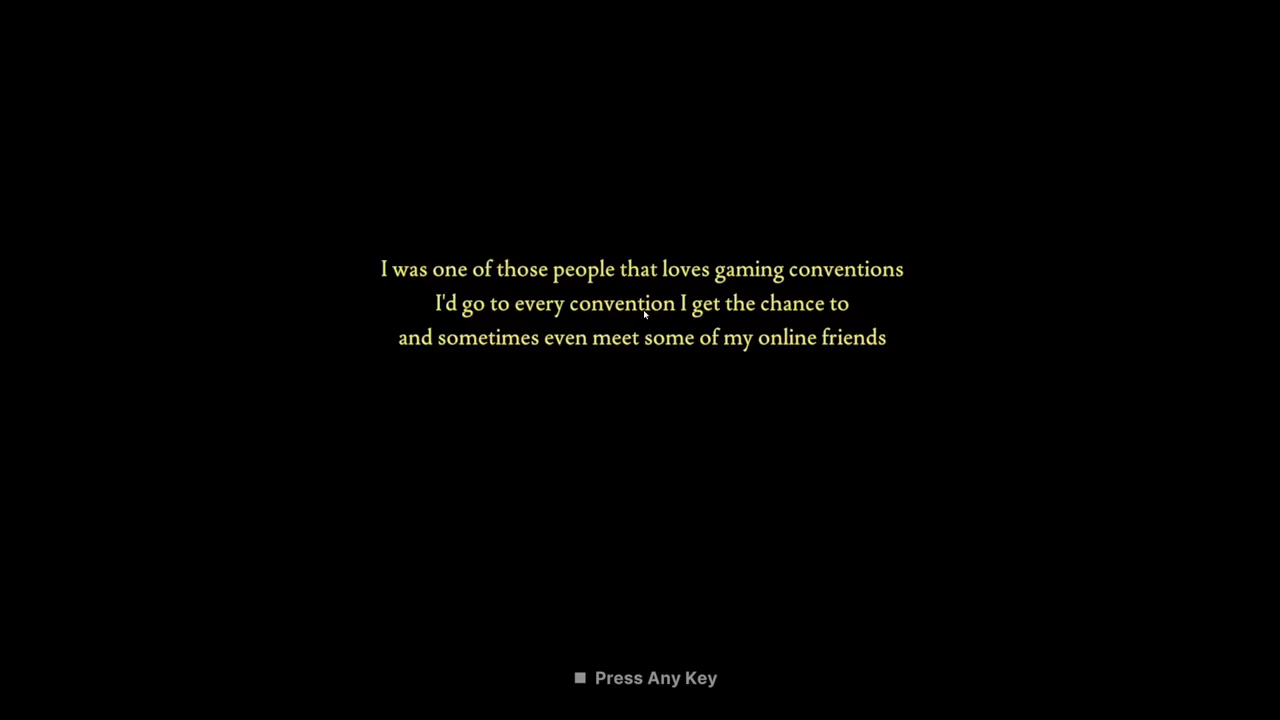 I was one of those people that loves gaming conventions
I'd go to every convention I get the chance to
and sometimes even meet some of my online friends
Press Any Key